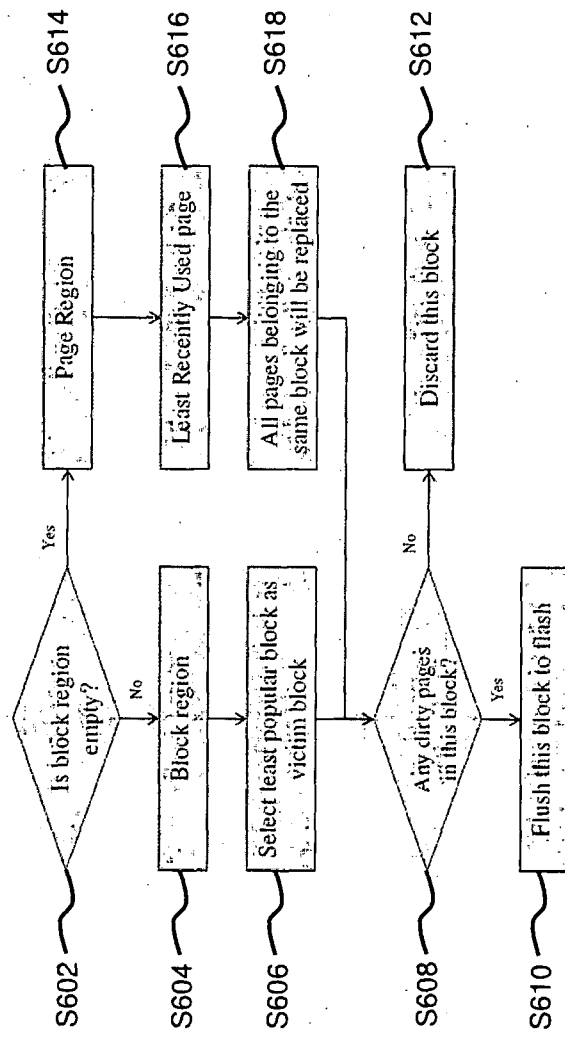 S602
Is block region
empty?
Yes
Page Region
S614
No
S604
Block region
Least Recently Used page
S616
S606
Select least popular block as
victim block
All pages belonging to the
same block will be replaced
S618
S608
Any dirty pages
in this block?
No
Discard this block
S612
Yes
S610
Flush this block to flash